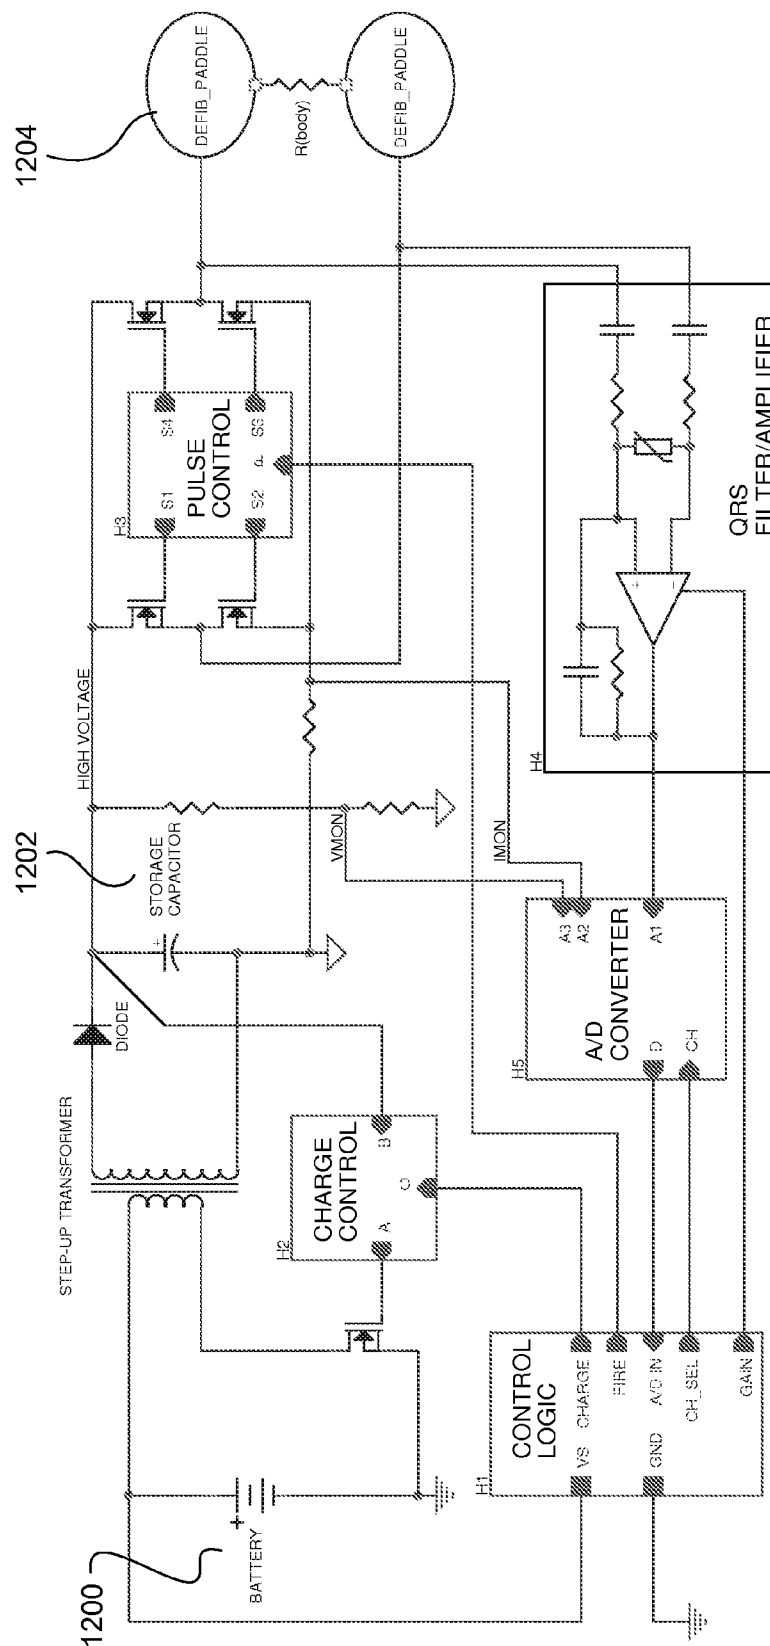 1200
1202
1204
BATTERY
+
STEP-UP TRANSFORMER
DIODE
STORAGE
CAPACITOR
+
HIGH VOLTAGE
VMON
IMON
H3
PULSE
CONTROL
S1
S2
S4
S3
F
DEFIB_PADDLE
R(body)
DEFIB_PADDLE
H2
CHARGE
CONTROL
A
B
C
H1
CONTROL
LOGIC
VS
CHARGE
FIRE
GND
A/D IN
CH_SEL
GAIN
H5
A/D
CONVERTER
A3
A2
A1
D
CH
H4
QRS
FILTER/AMPLIFIER
+
-